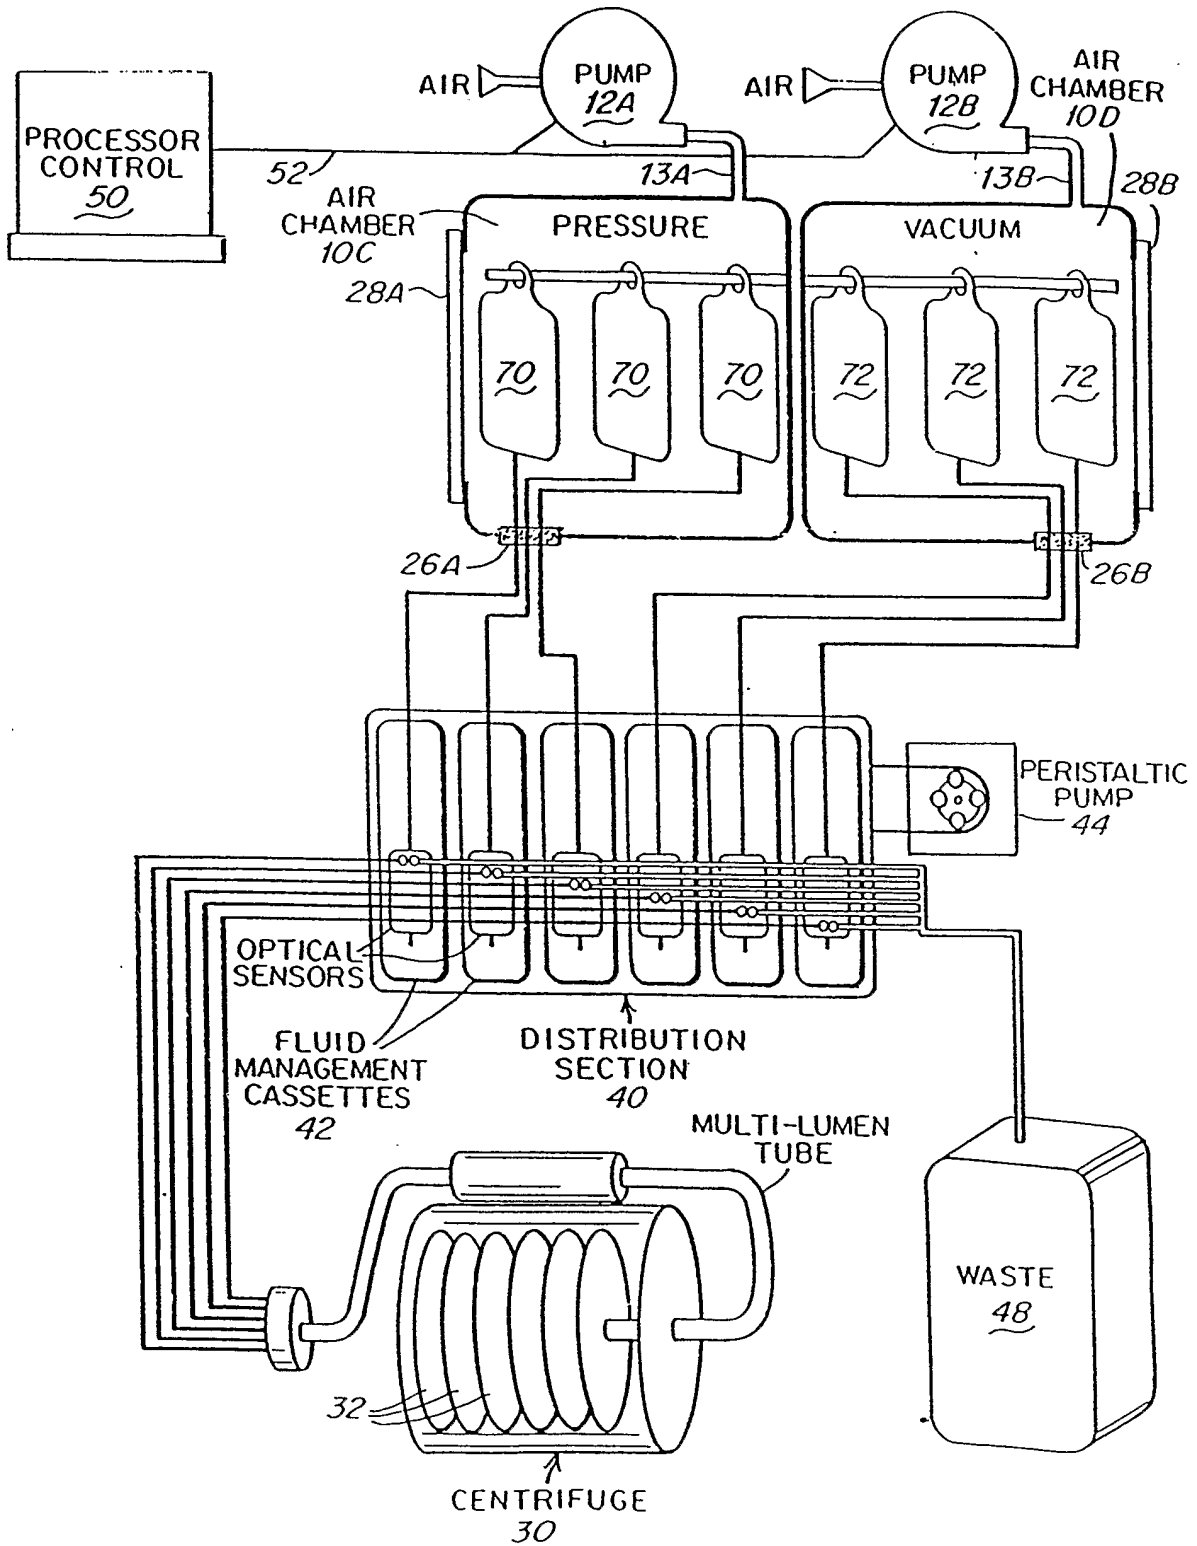 PUMP
12A
AIR
PUMP
12B
AIR
AIR
CHAMBER
10D
PROCESSOR
CONTROL
50
52
13A
13B
28B
AIR
CHAMBER
10C
PRESSURE
VACUUM
28A
70
70
70
72
72
72
26A
26B
PERISTALTIC
PUMP
44
OPTICAL
SENSORS
FLUID
MANAGEMENT
CASSETTES
42
DISTRIBUTION
SECTION
40
MULTI-LUMEN
TUBE
WASTE
48
32
CENTRIFUGE
30